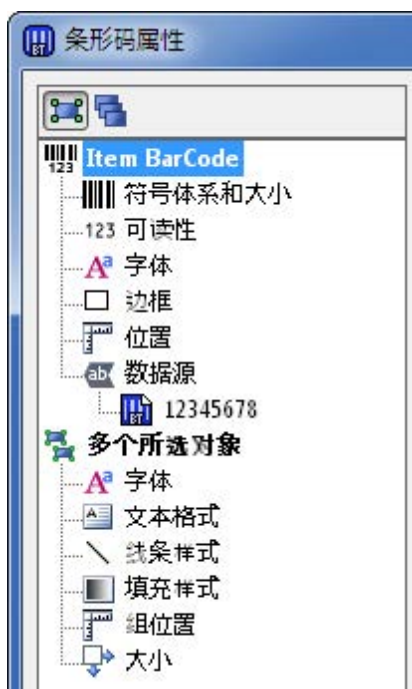 条形码属性
Item BarCode
符号体系和大小
123 可读性
字体
边框
位置
数据源
12345678
多个所选对象
字体
文本格式
线条样式
填充样式
组位置
大小